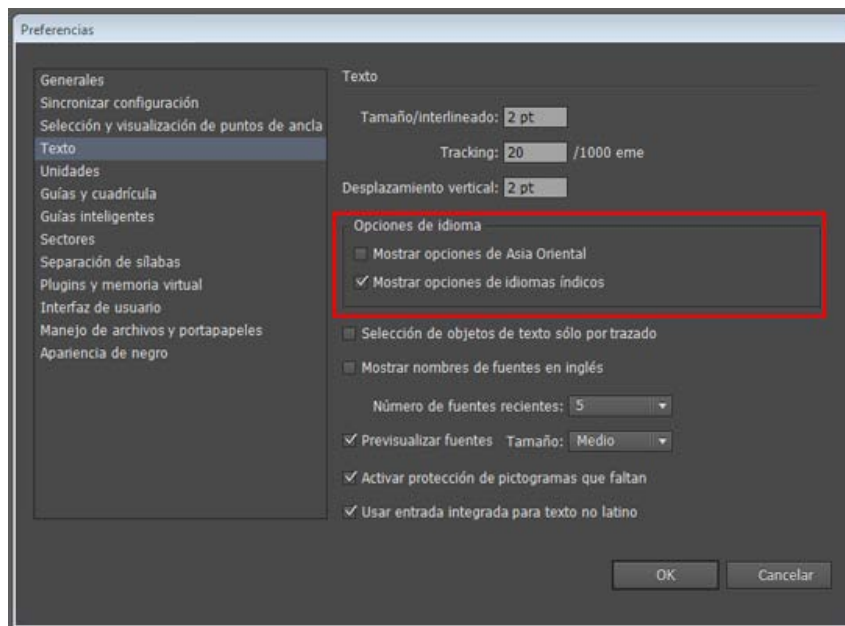 Preferencias
Generales
Sincronizar configuración
Selección y visualización de puntos de ancla
Texto
Unidades
Guías y cuadrícula
Guías inteligentes
Sectores
Separación de sílabas
Plugins y memoria virtual
Interfaz de usuario
Manejo de archivos y portapapeles
Apariencia de negro
Texto
Tamaño/interlineado: 2 pt
Tracking: 20 /1000 eme
Desplazamiento vertical: 2 pt
Opciones de idioma
Mostrar opciones de Asia Oriental
Mostrar opciones de idiomas índicos
Selección de objetos de texto sólo por trazado
Mostrar nombres de fuentes en inglés
Número de fuentes recientes: 5
Previsualizar fuentes Tamaño: Medio
Activar protección de pictogramas que faltan
Usar entrada integrada para texto no latino
OK Cancelar